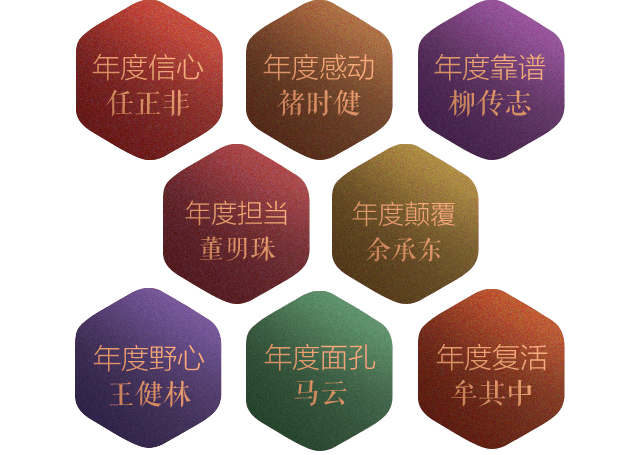 年度信心
任正非
年度感动
褚时健
年度靠谱
柳传志
年度担当
董明珠
年度颠覆
余承东
年度野心
王健林
年度面孔
马云
年度复活
牟其中